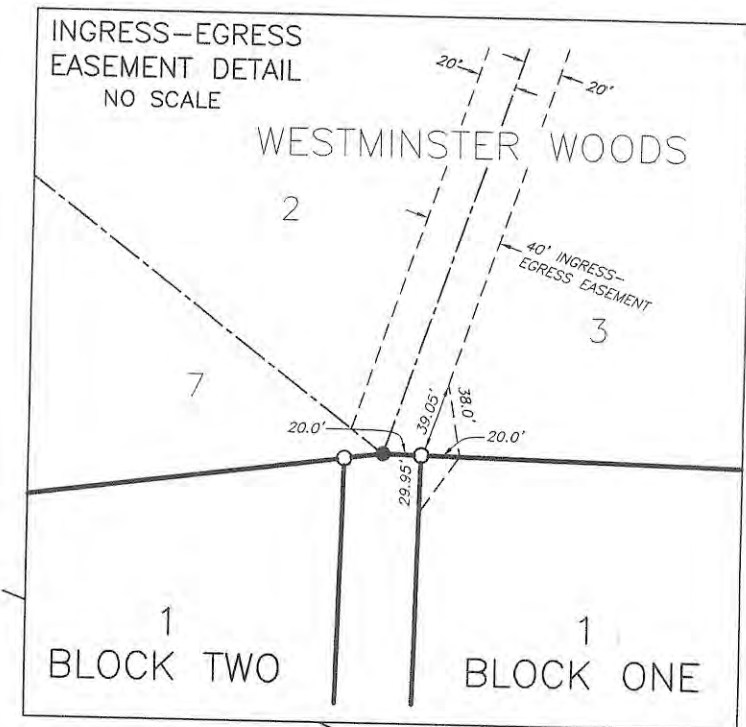 INGRESS-EGRESS
EASEMENT DETAIL
NO SCALE
20'
20'
WESTMINSTER WOODS
2
40' INGRESS-
EGRESS EASEMENT
3
7
39.05'
38.0'
20.0'
20.0'
29.95'
1
BLOCK TWO
1
BLOCK ONE